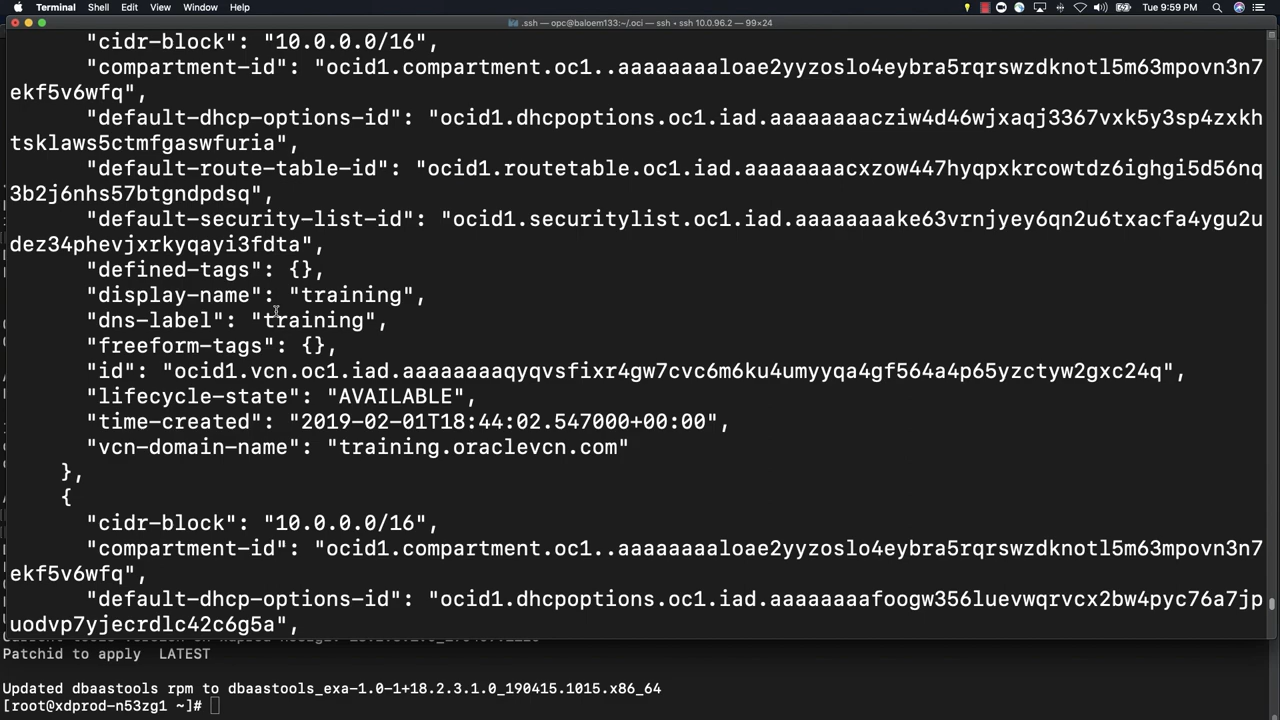 Terminal Shell Edit View Window Help Tue 9:59 PM
.ssh — opc@baloem133:~/.oci — ssh • ssh 10.0.96.2 — 99×24
"cidr-block": "10.0.0.0/16",
"compartment-id": "ocid1.compartment.oc1..aaaaaaaaloae2yyzoslo4eybra5rqrswzdknotl5m63mpovn3n7
ekf5v6wfq",
"default-dhcp-options-id": "ocid1.dhcpoptions.oc1.iad.aaaaaaaacziw4d46wjxaqj3367vxk5y3sp4zxkh
tsklaws5ctmfgaswfuria",
"default-route-table-id": "ocid1.routetable.oc1.iad.aaaaaaaacxzow447hyqpxkrcowtdz6ighgi5d56nq
3b2j6nhs57btgndpdsq",
"default-security-list-id": "ocid1.securitylist.oc1.iad.aaaaaaaake63vrnjyey6qn2u6txacfa4ygu2u
dez34phevjxrkyqayi3fdta",
"defined-tags": {},
"display-name": "training",
"dns-label": "training",
"freeform-tags": {},
"id": "ocid1.vcn.oc1.iad.aaaaaaaaqyqvsfixr4gw7cvc6m6ku4umyyqa4gf564a4p65yzctyw2gxc24q",
"lifecycle-state": "AVAILABLE",
"time-created": "2019-02-01T18:44:02.547000+00:00",
"vcn-domain-name": "training.oraclevcn.com"
},
{
"cidr-block": "10.0.0.0/16",
"compartment-id": "ocid1.compartment.oc1..aaaaaaaaloae2yyzoslo4eybra5rqrswzdknotl5m63mpovn3n7
ekf5v6wfq",
"default-dhcp-options-id": "ocid1.dhcpoptions.oc1.iad.aaaaaaaafoogw356luevwqrvcx2bw4pyc76a7jp
uodvp7yjecrdlc42c6g5a",
Patchid to apply LATEST
Updated dbaastools rpm to dbaastools_exa-1.0-1+18.2.3.1.0_190415.1015.x86_64
[root@xdprod-n53zg1 ~]#